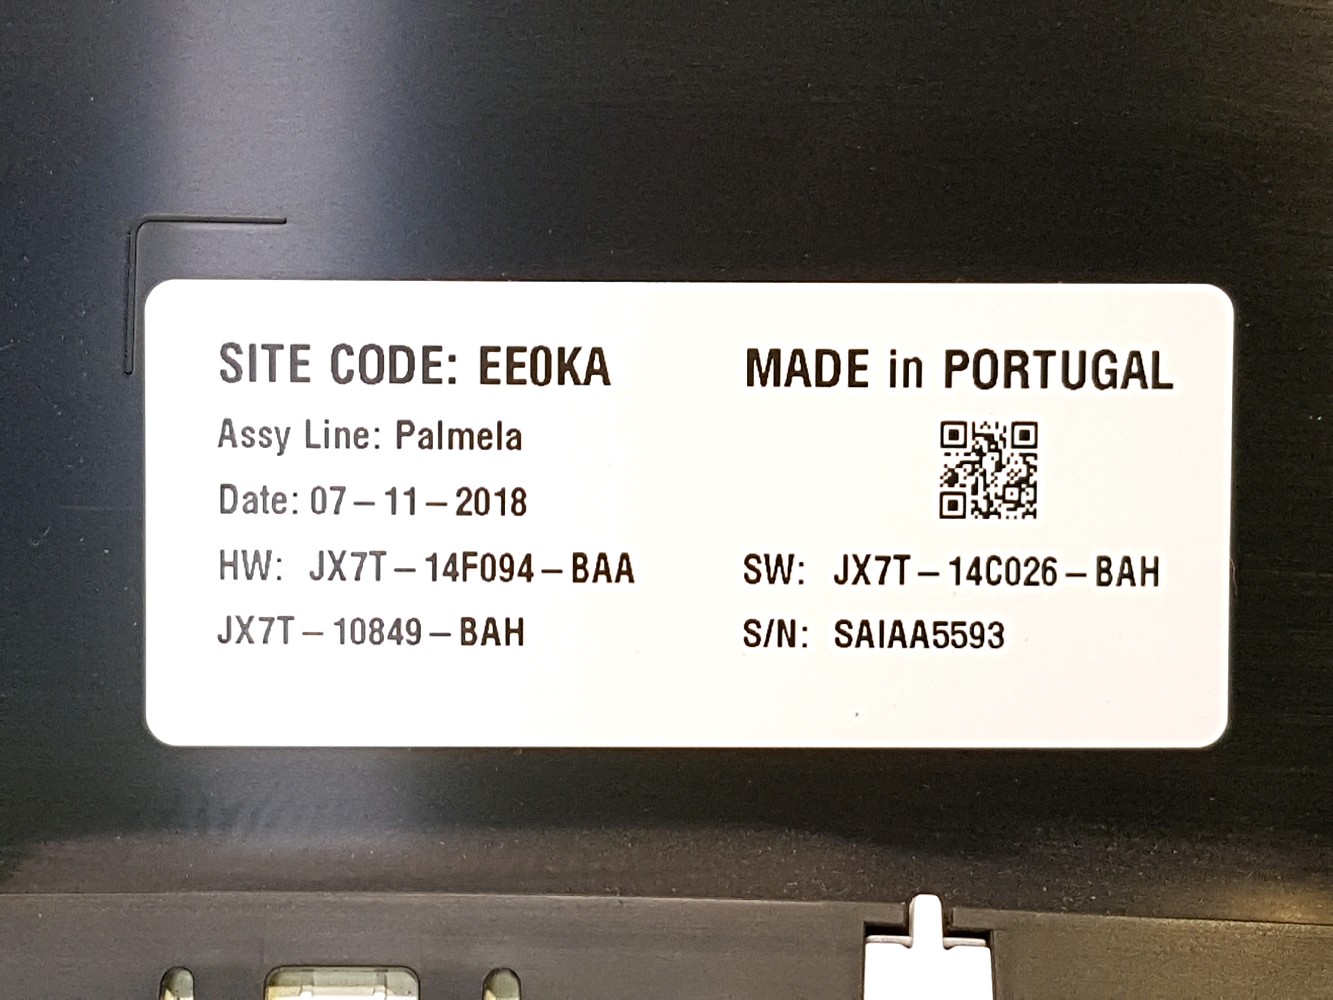 SITE CODE: EE0KA
MADE in PORTUGAL
Assy Line: Palmela
Date: 07-11-2018
HW: JX7T-14F094-BAA
SW: JX7T-14C026-BAH
JX7T-10849-BAH
S/N: SAIAA5593